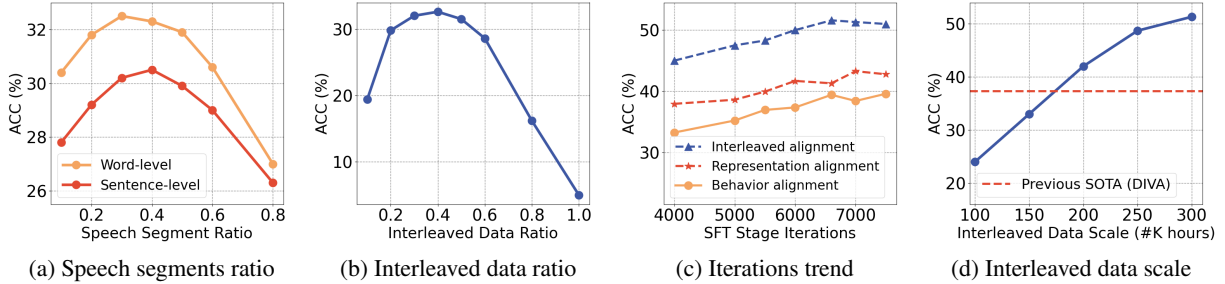 32
30
28
26
ACC (%)
Word-level
Sentence-level
0.2 0.4 0.6 0.8
Speech Segment Ratio
(a) Speech segments ratio
30
20
10
ACC (%)
0.2 0.4 0.6 0.8 1.0
Interleaved Data Ratio
(b) Interleaved data ratio
50
40
30
ACC (%)
Interleaved alignment
Representation alignment
Behavior alignment
4000 5000 6000 7000
SFT Stage Iterations
(c) Iterations trend
50
40
30
20
ACC (%)
Previous SOTA (DIVA)
100 150 200 250 300
Interleaved Data Scale (#K hours)
(d) Interleaved data scale